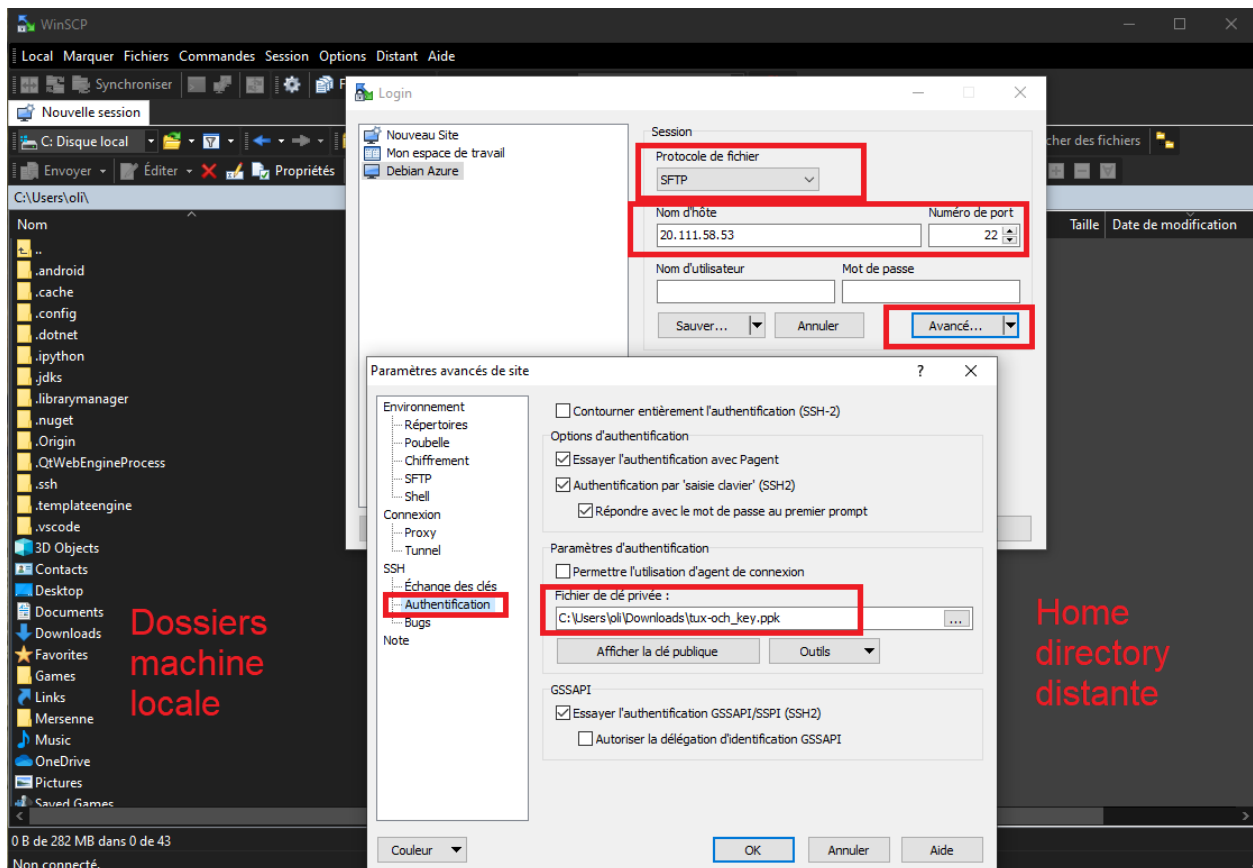 WinSCP
Local Marquer Fichiers Commandes Session Options Distant Aide
Synchroniser
Nouvelle session
C: Disque local
cher des fichiers
Envoyer Éditer Propriétés
C:\Users\oli\
Nom
Taille Date de modification
..
.android
.cache
.config
.dotnet
.ipython
.jdks
.librarymanager
.nuget
.Origin
.QtWebEngineProcess
.ssh
.templateengine
.vscode
3D Objects
Contacts
Desktop
Documents
Downloads
Favorites
Games
Links
Mersenne
Music
OneDrive
Pictures
Saved Games
0 B de 282 MB dans 0 de 43
Non connecté.
Dossiers
machine
locale
Login
Nouveau Site
Mon espace de travail
Debian Azure
Session
Protocole de fichier
SFTP
Nom d'hôte Numéro de port
20.111.58.53 22
Nom d'utilisateur Mot de passe
Sauver... Annuler Avancé...
Paramètres avancés de site
? 
Environnement
Répertoires
Poubelle
Chiffrement
SFTP
Shell
Connexion
Proxy
Tunnel
SSH
Échange des clés
Authentification
Bugs
Note
Contourner entièrement l'authentification (SSH-2)
Options d'authentification
Essayer l'authentification avec Pagent
Authentification par 'saisie clavier' (SSH2)
Répondre avec le mot de passe au premier prompt
Paramètres d'authentification
Permettre l'utilisation d'agent de connexion
Fichier de clé privée :
C:\Users\oli\Downloads\tux-och_key.ppk ...
Afficher la clé publique Outils
GSSAPI
Essayer l'authentification GSSAPI/SSPI (SSH2)
Autoriser la délégation d'identification GSSAPI
Couleur OK Annuler Aide
Home
directory
distante